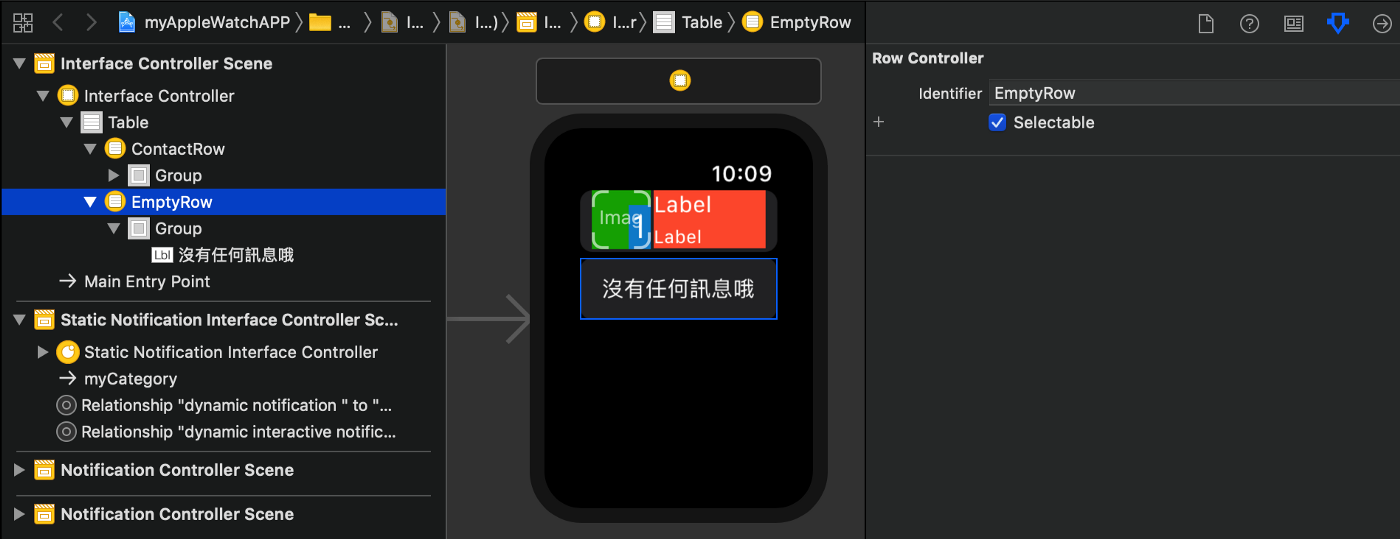 myAppleWatchAPP ... I... I...) I... I...r Table EmptyRow
Interface Controller Scene
Interface Controller
Table
ContactRow
Group
EmptyRow
Group
Lbl 沒有任何訊息哦
Main Entry Point
Static Notification Interface Controller Sc...
Static Notification Interface Controller
myCategory
Relationship "dynamic notification " to "...
Relationship "dynamic interactive notific...
Notification Controller Scene
Notification Controller Scene
10:09
Imag
1
Label
Label
沒有任何訊息哦
Row Controller
Identifier EmptyRow
+ Selectable